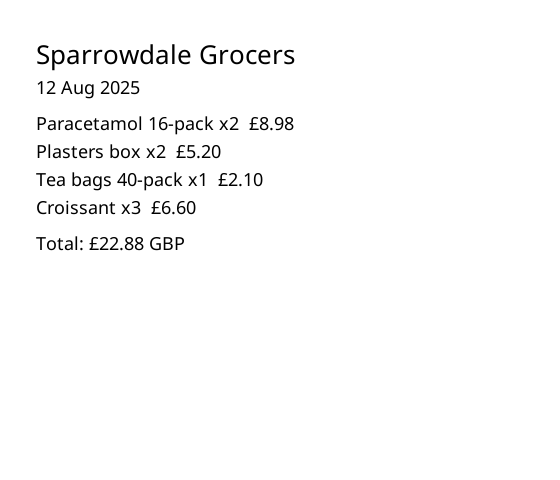 Sparrowdale Grocers
12 Aug 2025
Paracetamol 16-pack x2  £8.98
Plasters box x2  £5.20
Tea bags 40-pack x1  £2.10
Croissant x3  £6.60
Total: £22.88 GBP